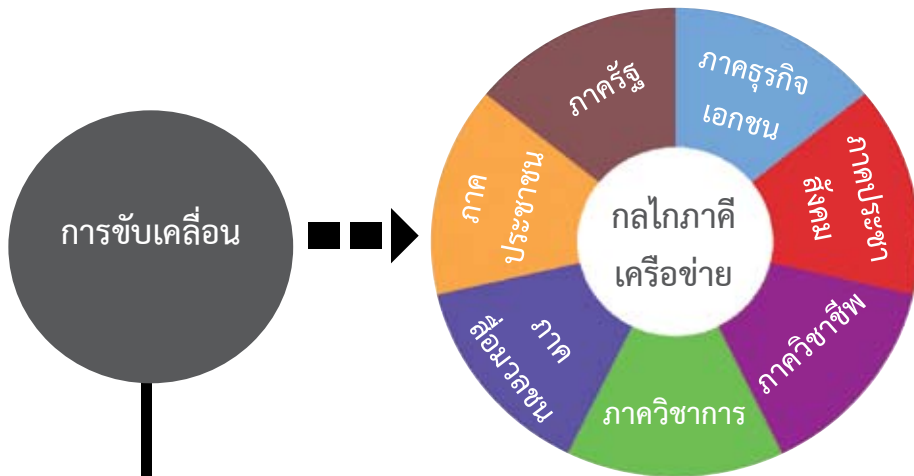 การขับเคลื่อน
กลไกภาคี
เครือข่าย
ภาครัฐ
ภาคธุรกิจ
เอกชน
ภาคประชา
สังคม
ภาควิชาชีพ
ภาควิชาการ
ภาค
สื่อมวลชน
ภาค
ประชาชน